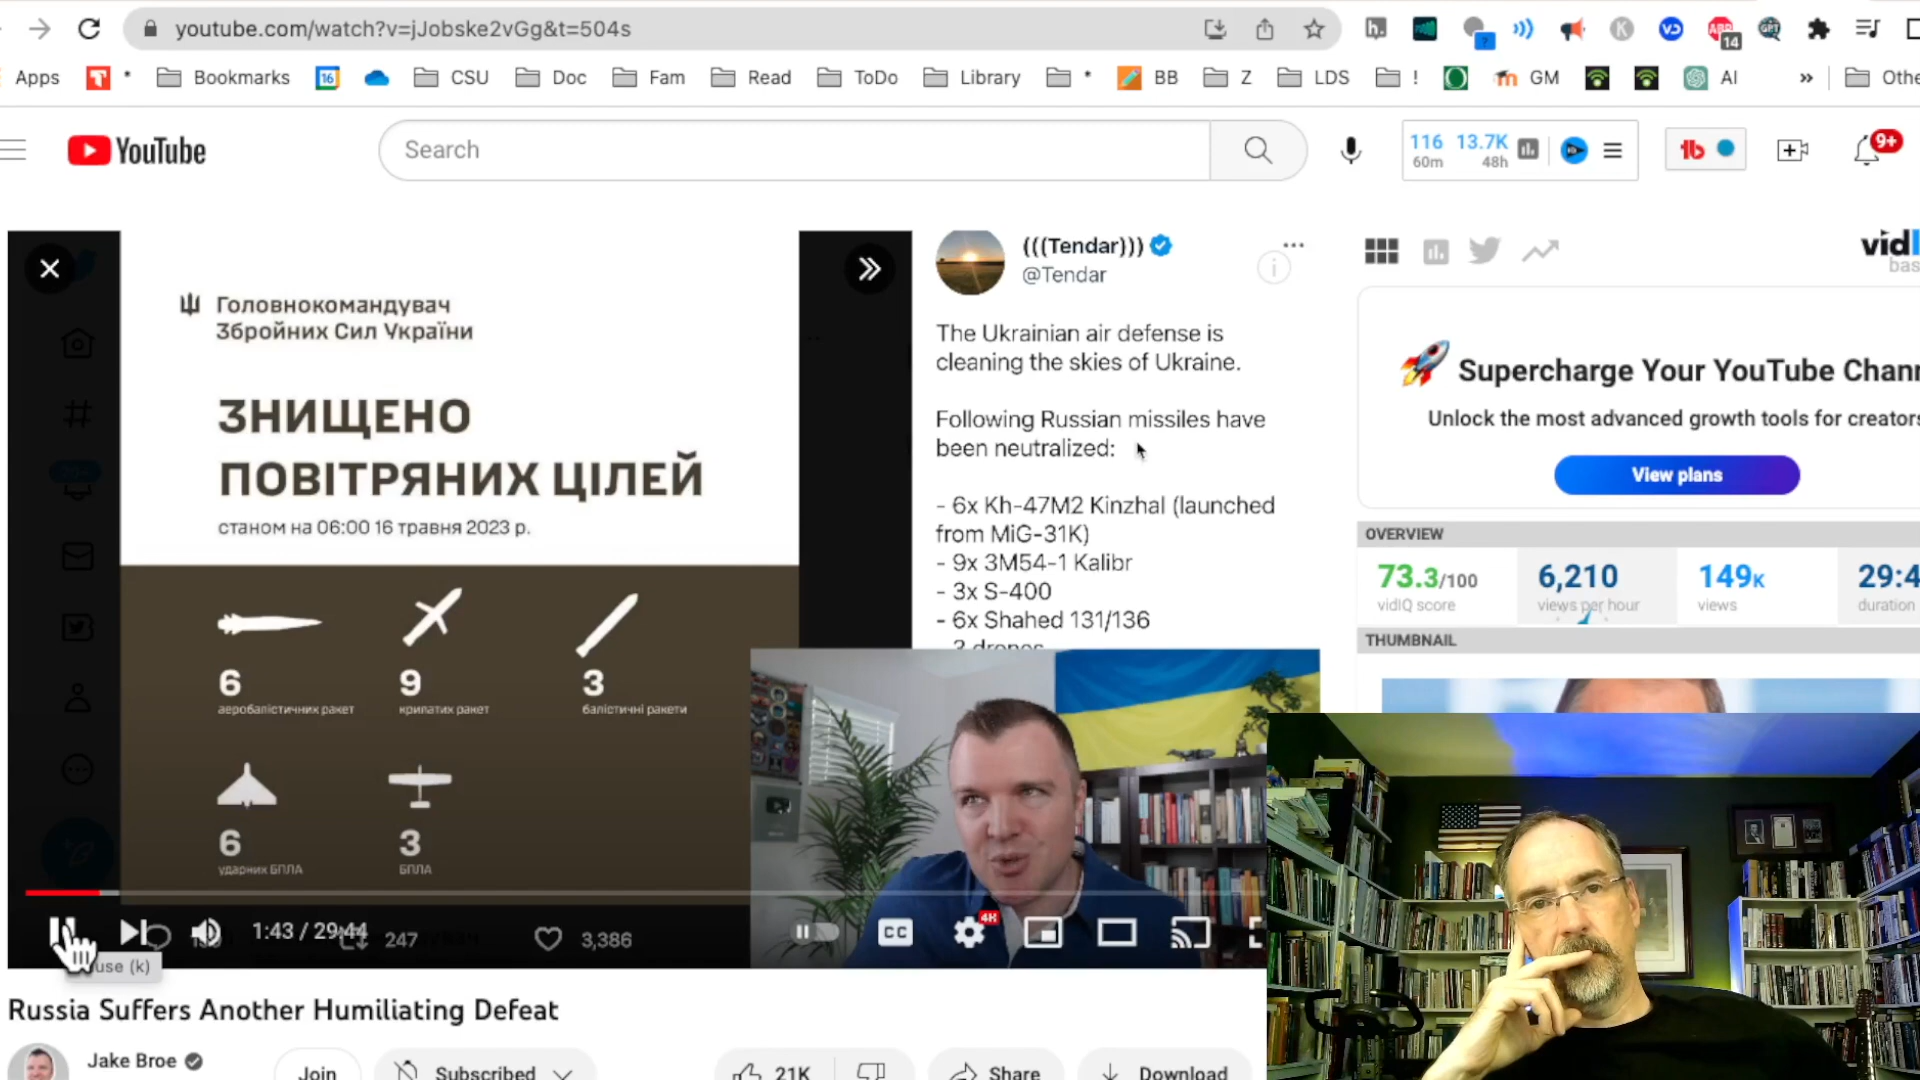 youtube.com/watch?v=jJobske2vGg&t=504s
14
Apps
16
Bookmarks
CSU
Doc
Fam
Read
ToDo
Library
*
BB
Z
LDS
!
GM
AI
»
YouTube
Search
116 13.7K
60m 48h
9+
(((Tendar)))
@Tendar
Головнокомандувач
Збройних Сил України
ЗНИЩЕНО
ПОВІТРЯНИХ ЦІЛЕЙ
станом на 06:00 16 травня 2023 р.
6
аеробалістичних ракет
9
крилатих ракет
3
балістичні ракети
6
ударних БПЛА
3
БПЛА
The Ukrainian air defense is
cleaning the skies of Ukraine.
Following Russian missiles have
been neutralized:
- 6x Kh-47M2 Kinzhal (launched
from MiG-31K)
- 9x 3M54-1 Kalibr
- 3x S-400
- 6x Shahed 131/136
- 3 drones
Supercharge Your YouTube
Unlock the most advanced growth tools for creators
View plans
OVERVIEW
73.3/100
vidIQ score
6,210
views per hour
149K
views
29:4
duration
THUMBNAIL
1:43 / 29:44
247
3,386
CC
4K
(k)
Russia Suffers Another Humiliating Defeat
Jake Broe
Join
Subscribed
21K
Share
Download